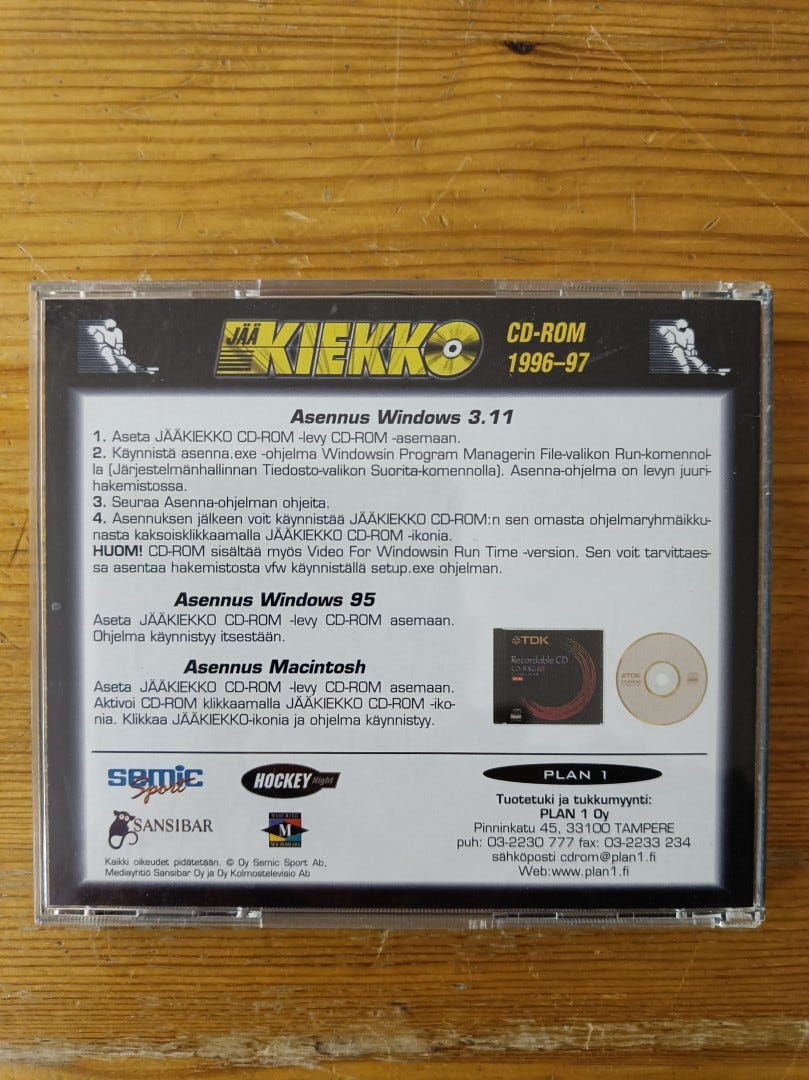 JÄÄ
KIEKKO
CD-ROM
1996–97
Asennus Windows 3.11
1. Aseta JÄÄKIEKKO CD-ROM -levy CD-ROM -asemaan.
2. Käynnistä asenna.exe -ohjelma Windowsin Program Managerin File-valikon Run-komennol-
la (Järjestelmänhallinnan Tiedosto-valikon Suorita-komennolla). Asenna-ohjelma on levyn juuri-
hakemistossa.
3. Seuraa Asenna-ohjelman ohjeita.
4. Asennuksen jälkeen voit käynnistää JÄÄKIEKKO CD-ROM:n sen omasta ohjelmaryhmäikku-
nasta kaksoisklikkaamalla JÄÄKIEKKO CD-ROM -ikonia.
HUOM! CD-ROM sisältää myös Video For Windowsin Run Time -version. Sen voit tarvittaes-
sa asentaa hakemistosta vfw käynniställä setup.exe ohjelman.
Asennus Windows 95
Aseta JÄÄKIEKKO CD-ROM -levy CD-ROM asemaan.
Ohjelma käynnistyy itsestään.
Asennus Macintosh
Aseta JÄÄKIEKKO CD-ROM -levy CD-ROM asemaan.
Aktivoi CD-ROM klikkaamalla JÄÄKIEKKO CD-ROM -iko-
nia. Klikkaa JÄÄKIEKKO-ikonia ja ohjelma käynnistyy.
TDK
Recordable CD
TDK
semic
Sport
HOCKEY Night
SANSIBAR
M
Kaikki oikeudet pidätetään. © Oy Semic Sport Ab,
Mediayhtiö Sansibar Oy ja Oy Kolmostelevisio Ab
PLAN 1
Tuotetuki ja tukkumyynti:
PLAN 1 Oy
Pinninkatu 45, 33100 TAMPERE
puh: 03-2230 777 fax: 03-2233 234
sähköposti cdrom@plan1.fi
Web:www.plan1.fi